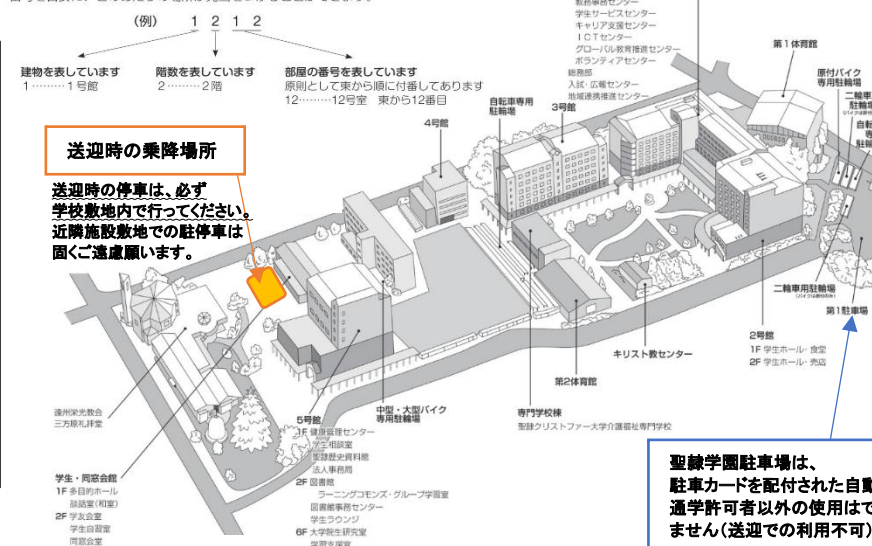 (例) 1 2 1 2
建物を表しています
1………1号館
階数を表しています
2………2階
部屋の番号を表しています
原則として東から順に付番してあります
12………12号室 東から12番目
送迎時の乗降場所
送迎時の停車は、必ず
学校敷地内で行ってください。
近隣施設敷地での駐停車は
固くご遠慮願います。
4号館
自転車専用
駐輪場
3号館
教務事務センター
学生サービスセンター
キャリア支援センター
ICTセンター
グローバル教育推進センター
ボランティアセンター
総務部
入試・広報センター
地域連携推進センター
第1体育館
原付バイク
専用駐輪場
二輪車
駐輪場
自転
駐輪
二輪車用駐輪場
(バイクは原付のみ)
第1駐車場
2号館
1F 学生ホール・食堂
2F 学生ホール・売店
キリスト教センター
第2体育館
専門学校棟
聖隷クリストファー大学介護福祉専門学校
中型・大型バイク
専用駐輪場
5号館
1F 健康管理センター
学生相談室
聖隷歴史資料館
法人事務局
2F 図書館
ラーニングコモンズ・グループ学習室
図書館事務センター
学生ラウンジ
6F 大学院生研究室
学習支援室
遠州栄光教会
三方原礼拝堂
学生・同窓会館
1F 多目的ホール
談話室(和室)
2F 学友会室
学生自習室
同窓会室
聖隷学園駐車場は、
駐車カードを配付された自動
通学許可者以外の使用はで
ません(送迎での利用不可)